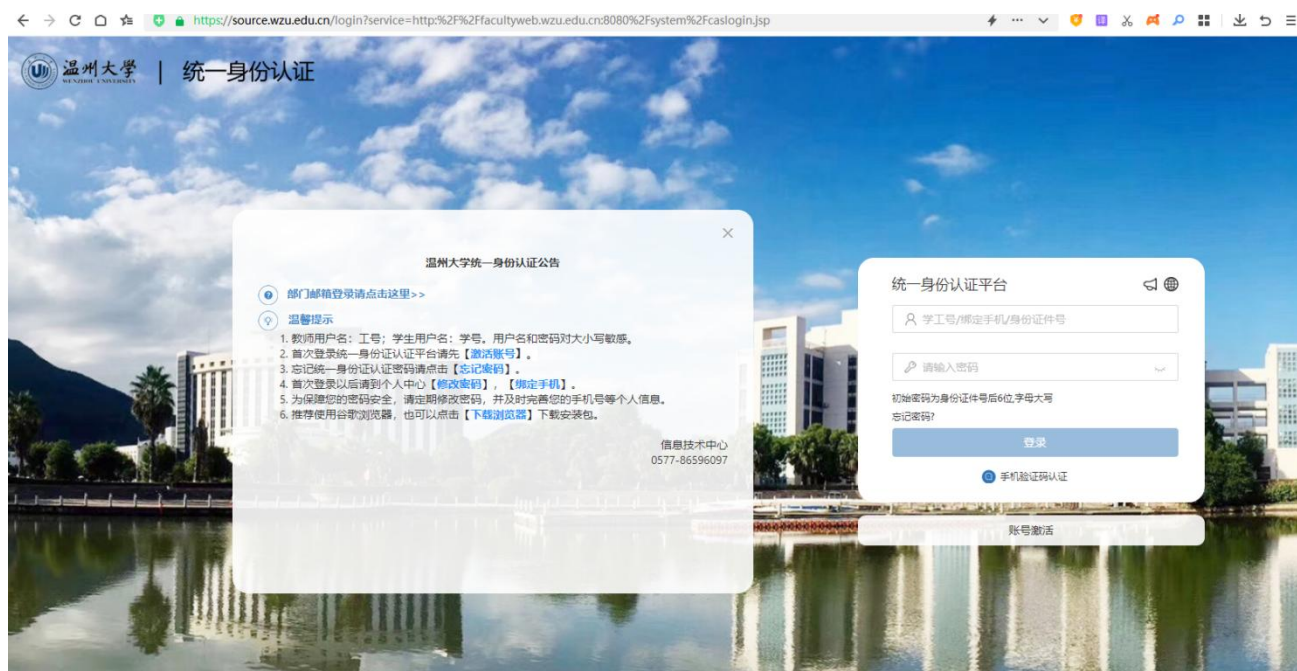 https://source.wzu.edu.cn/login?service=http:%2F%2Ffacultyweb.wzu.edu.cn:8080%2Fsystem%2Fcaslogin.jsp
温州大学 | 统一身份认证
WENZHOU UNIVERSITY
温州大学统一身份认证公告
部门邮箱登录请点击这里>>
温馨提示
1. 教师用户名：工号；学生用户名：学号。用户名和密码对大小写敏感。
2. 首次登录统一身份证认证平台请先【激活账号】。
3. 忘记统一身份证认证密码请点击【忘记密码】。
4. 首次登录以后请到个人中心【修改密码】，【绑定手机】。
5. 为保障您的密码安全，请定期修改密码，并及时完善您的手机号等个人信息。
6. 推荐使用谷歌浏览器，也可以点击【下载浏览器】下载安装包。
信息技术中心
0577-86596097
统一身份认证平台
学工号/绑定手机/身份证件号
请输入密码
初始密码为身份证件号后6位,字母大写
忘记密码?
登录
手机验证码认证
账号激活